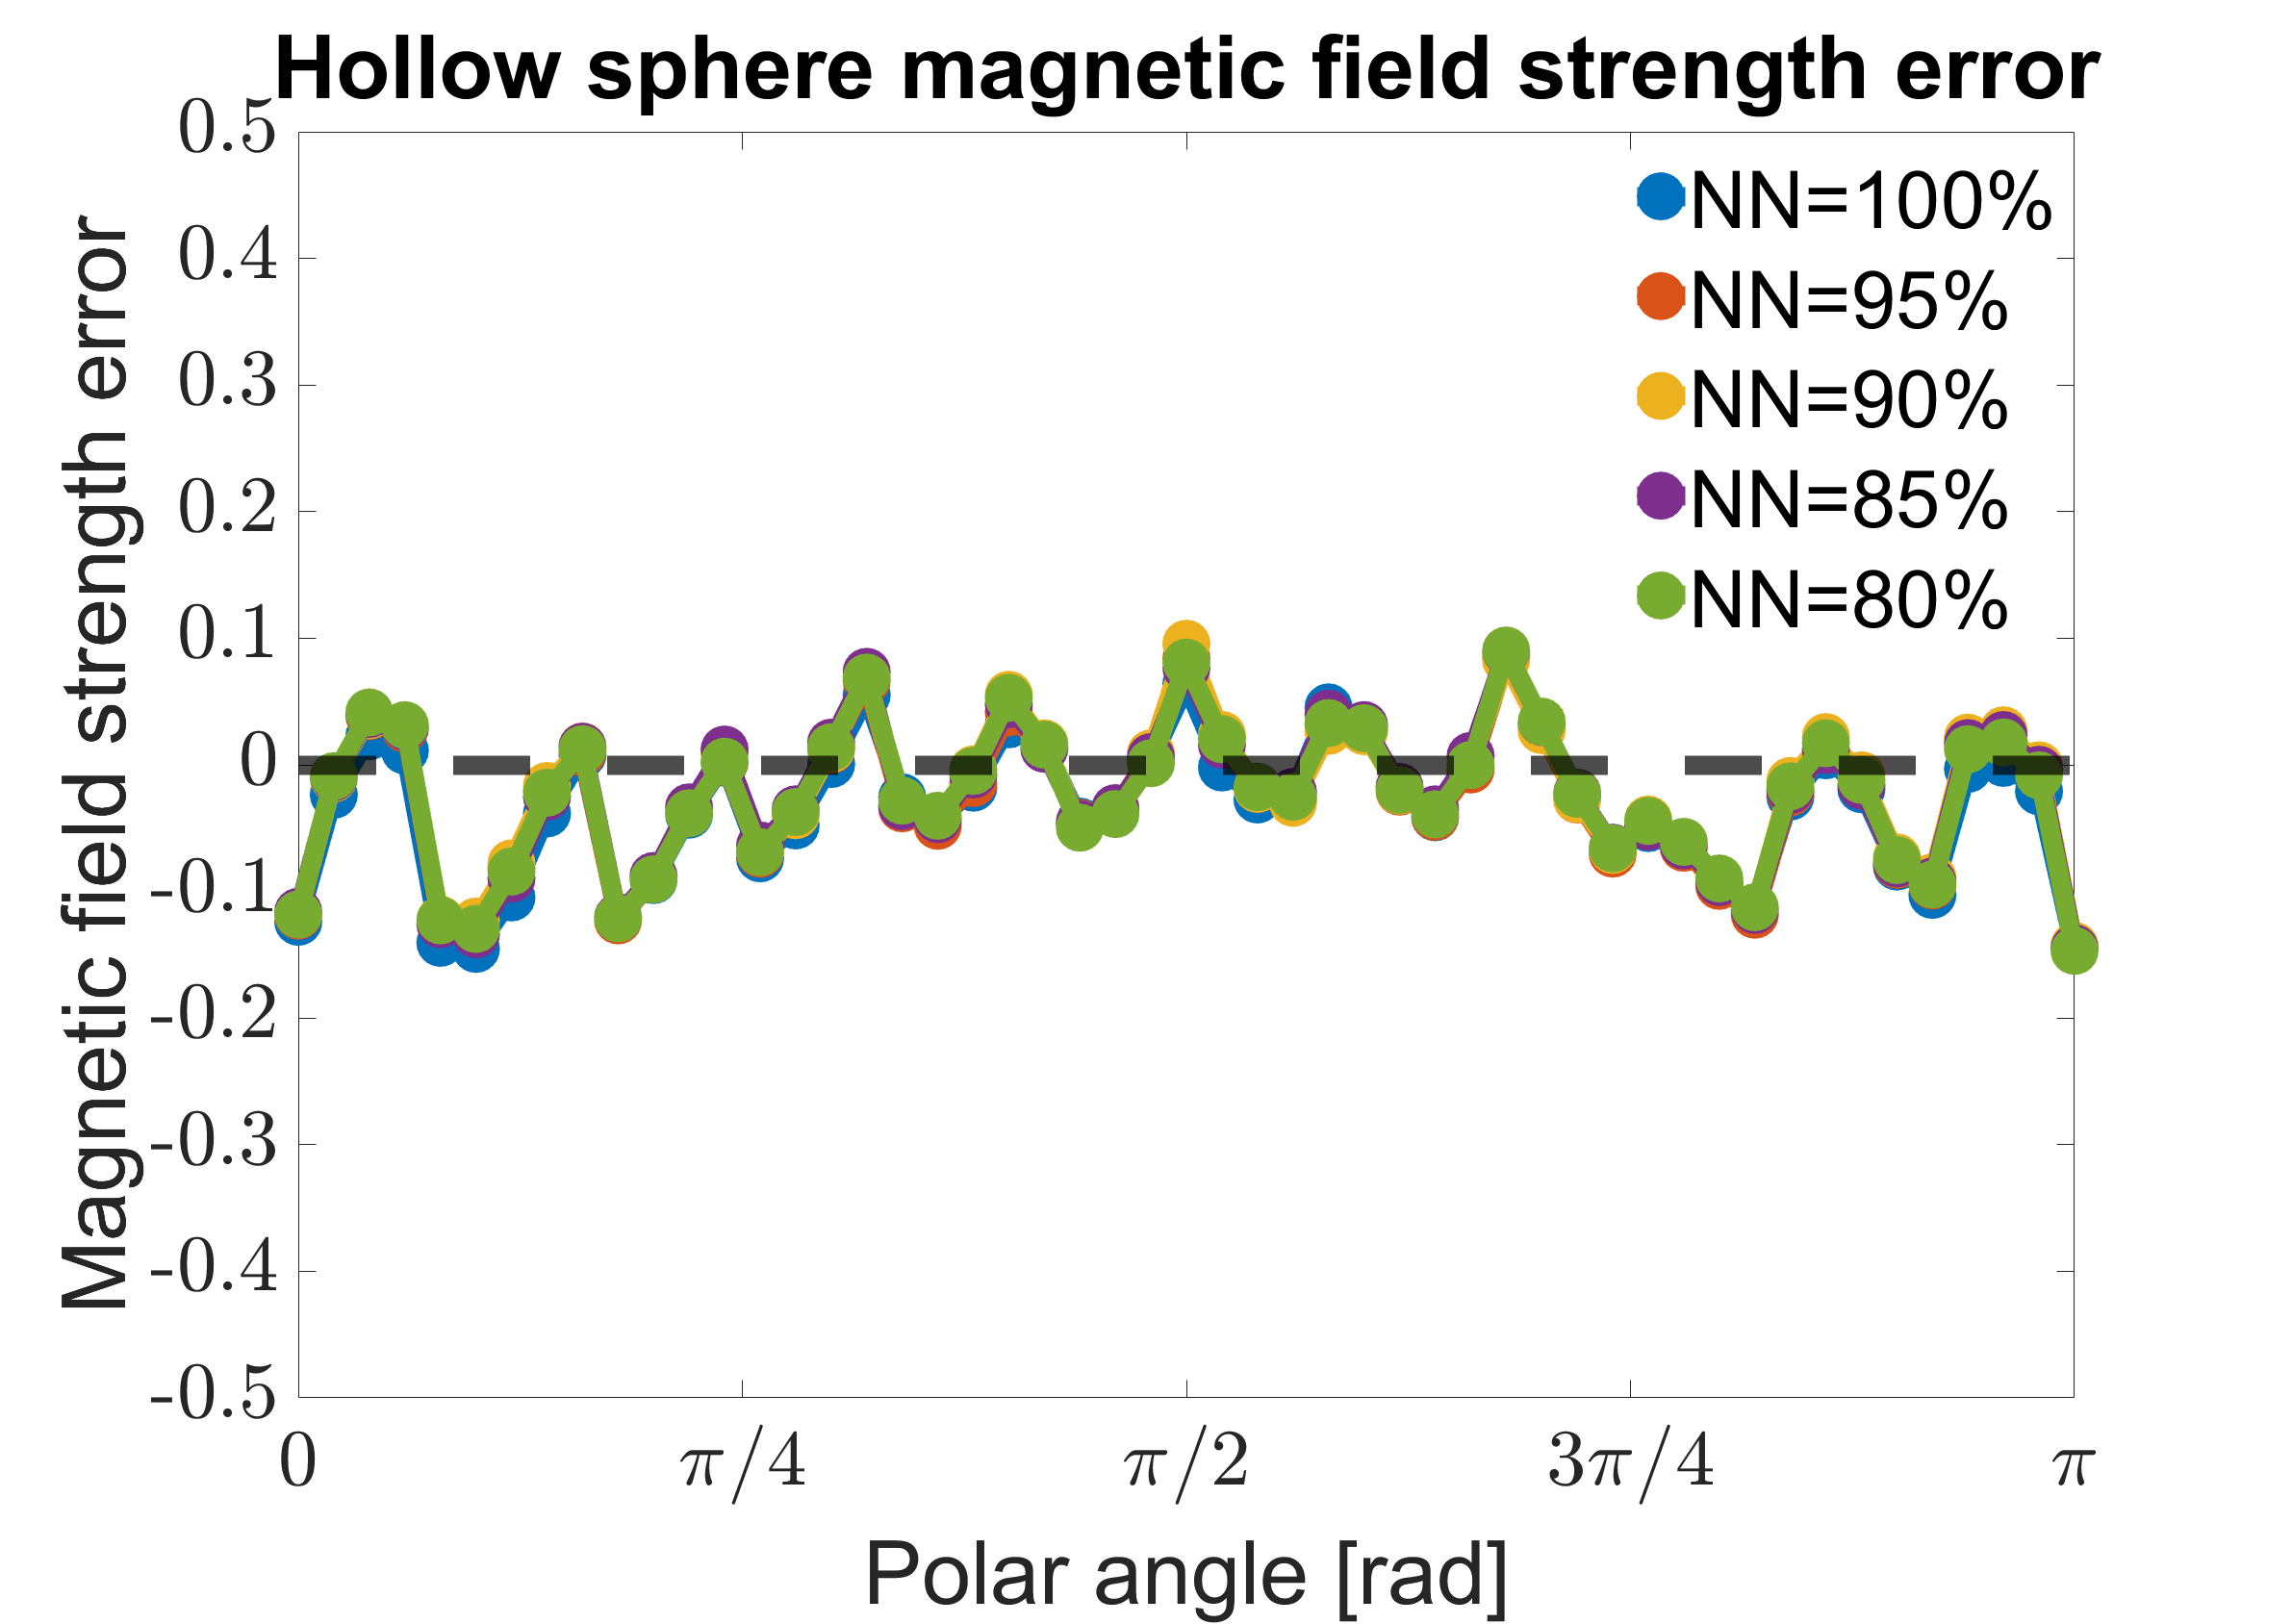 Hollow sphere magnetic field strength error
Magnetic field strength error
0.5
0.4
0.3
0.2
0.1
0
-0.1
-0.2
-0.3
-0.4
-0.5
NN=100%
NN=95%
NN=90%
NN=85%
NN=80%
0
π/4
π/2
3π/4
π
Polar angle [rad]